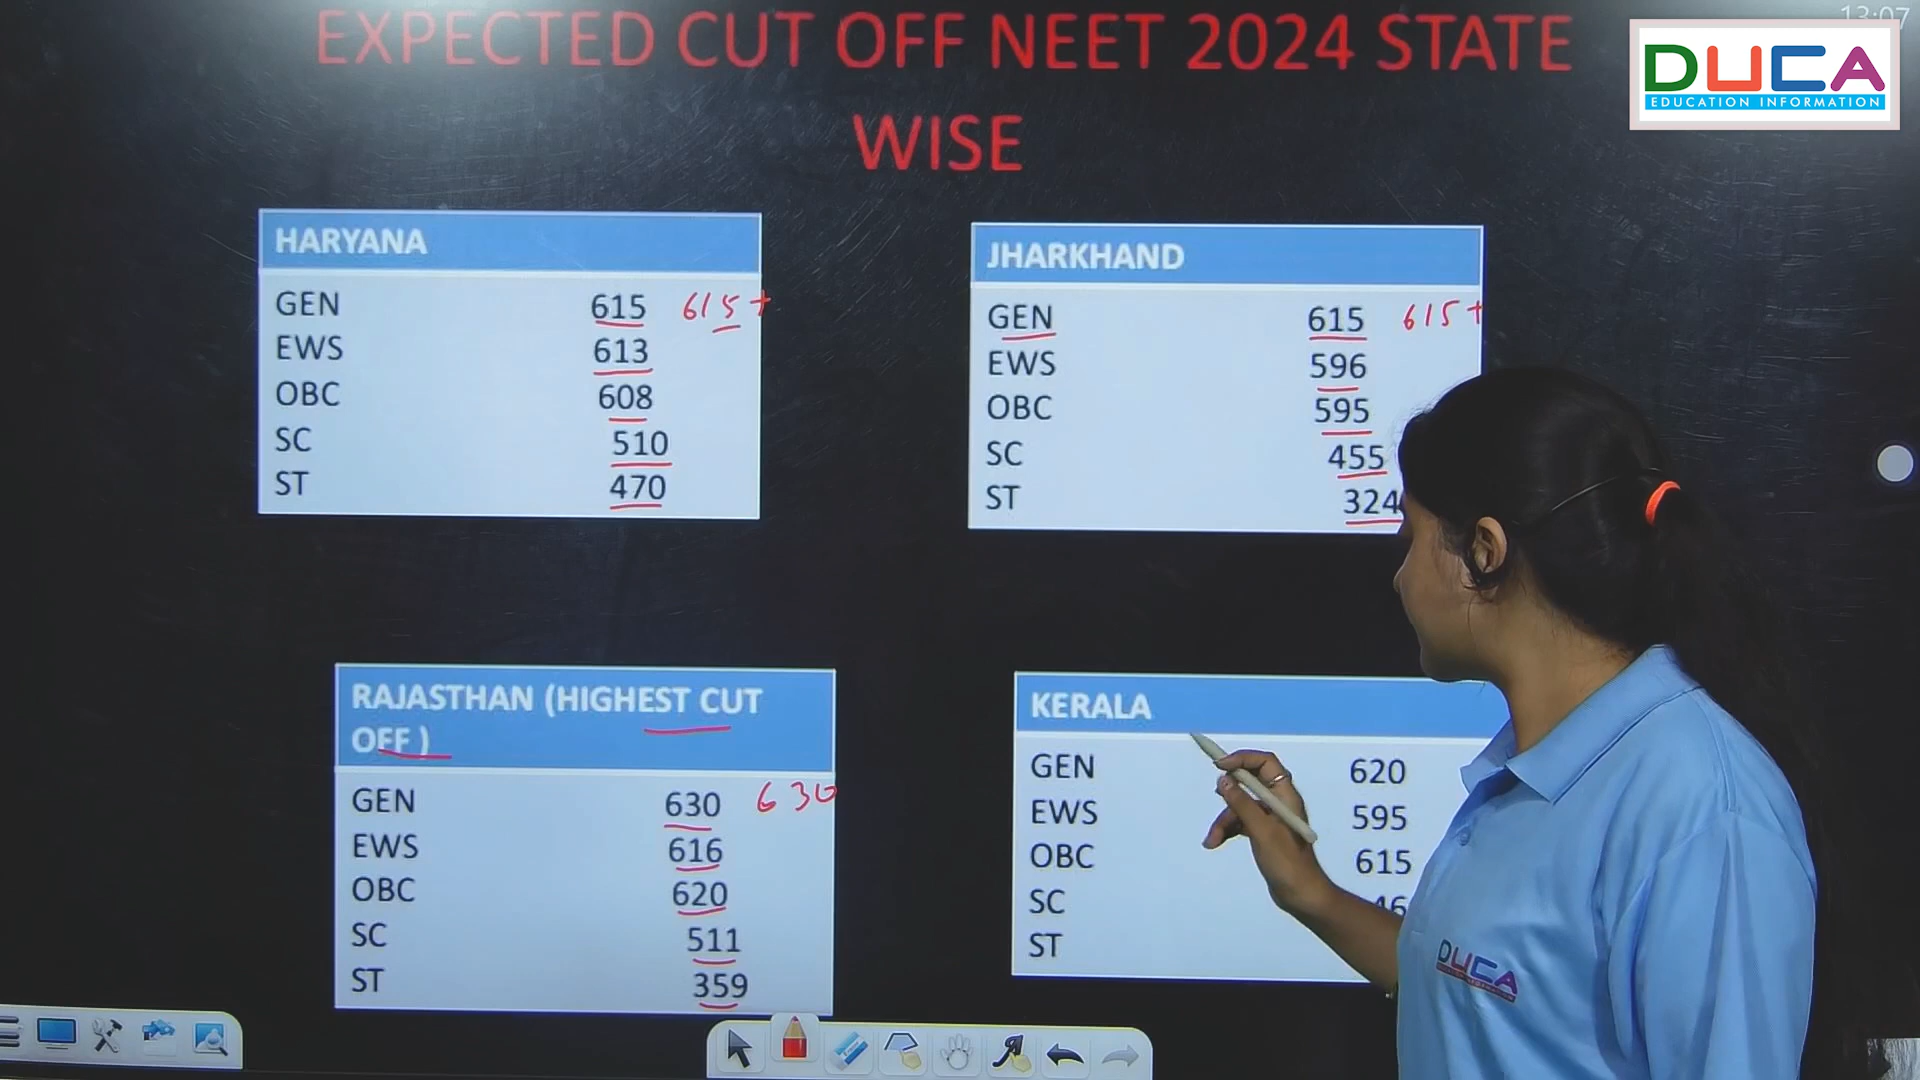 13:07
EXPECTED CUT OFF NEET 2024 STATE
WISE
DUCA
EDUCATION INFORMATION
HARYANA
GEN 615 615+
EWS 613
OBC 608
SC 510
ST 470
JHARKHAND
GEN 615 615+
EWS 596
OBC 595
SC 455
ST 324
RAJASTHAN (HIGHEST CUT
OFF )
GEN 630 630
EWS 616
OBC 620
SC 511
ST 359
KERALA
GEN 620
EWS 595
OBC 615
SC
ST
DUCA